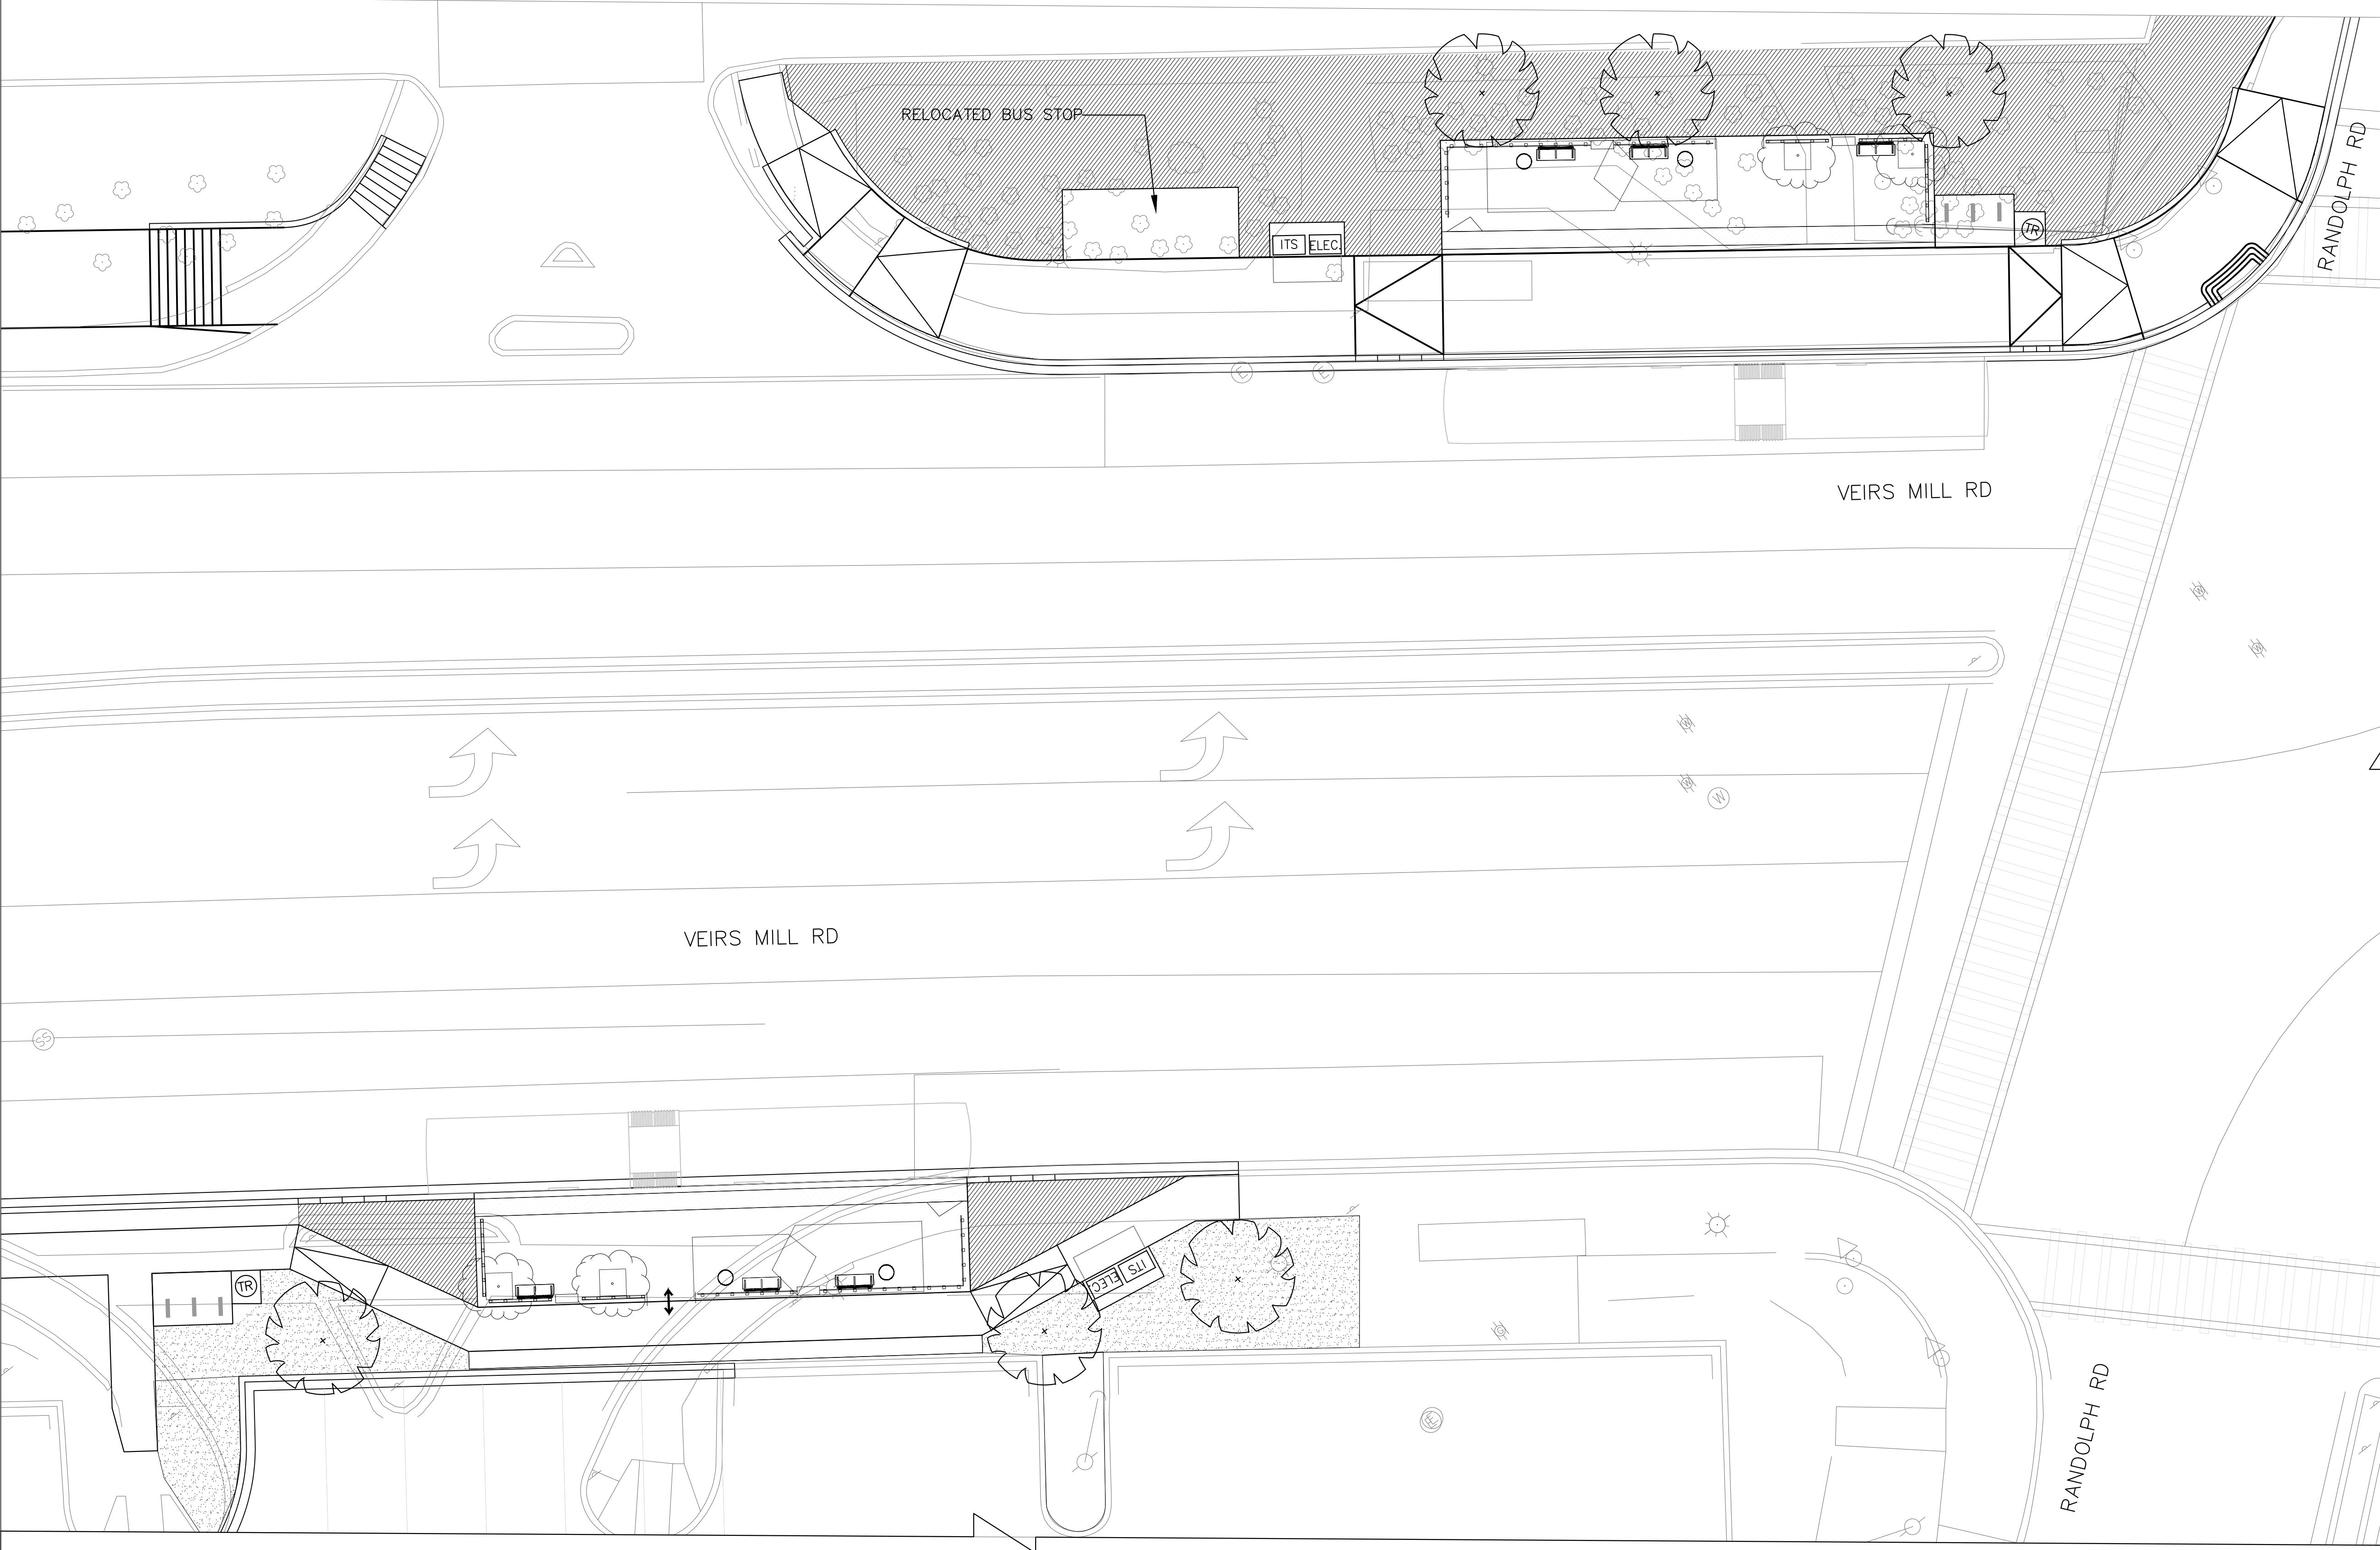 RELOCATED BUS STOP
ITS
ELEC.
TR
RANDOLPH RD
E
E
VEIRS MILL RD
W
W
W
W
W
VEIRS MILL RD
SS
TR
ELEC.
ITS
G
E
RANDOLPH RD